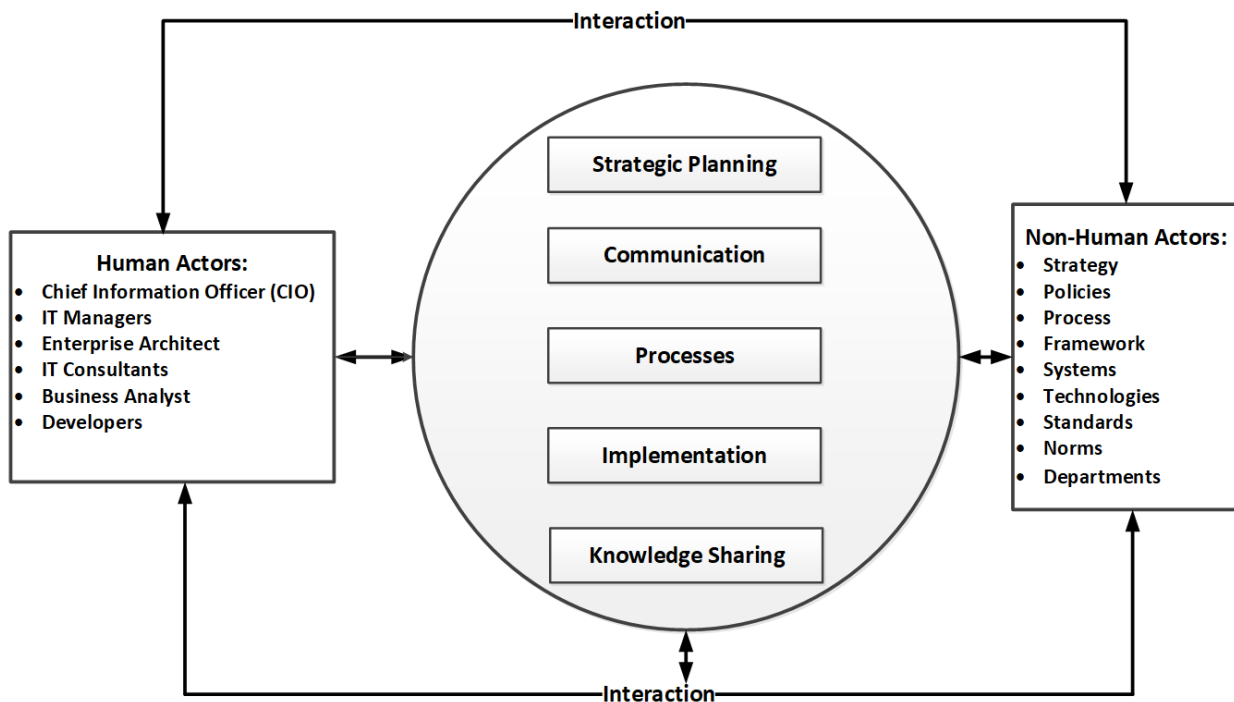 Interaction
Human Actors:
• Chief Information Officer (CIO)
• IT Managers
• Enterprise Architect
• IT Consultants
• Business Analyst
• Developers
Strategic Planning
Communication
Processes
Implementation
Knowledge Sharing
Non-Human Actors:
• Strategy
• Policies
• Process
• Framework
• Systems
• Technologies
• Standards
• Norms
• Departments
Interaction